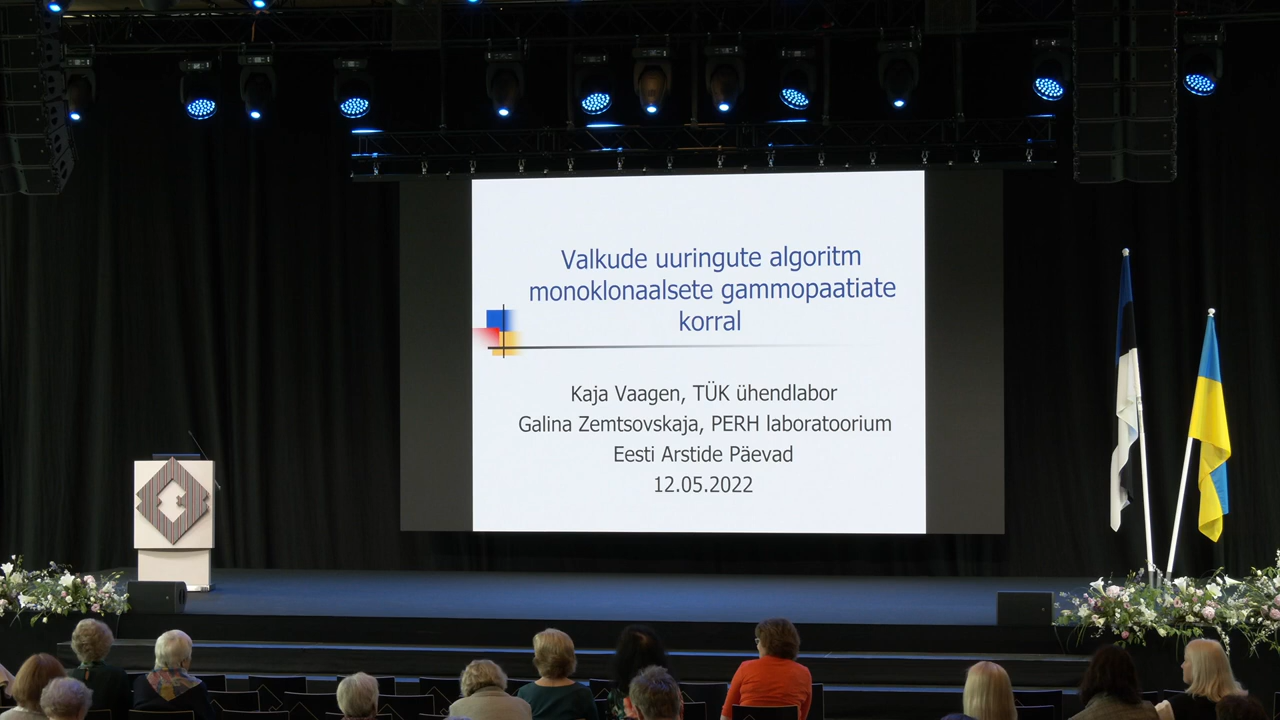 Valkude uuringute algoritm
monoklonaalsete gammopaatiate
korral
Kaja Vaagen, TÜK ühendlabor
Galina Zemtsovskaja, PERH laboratoorium
Eesti Arstide Päevad
12.05.2022